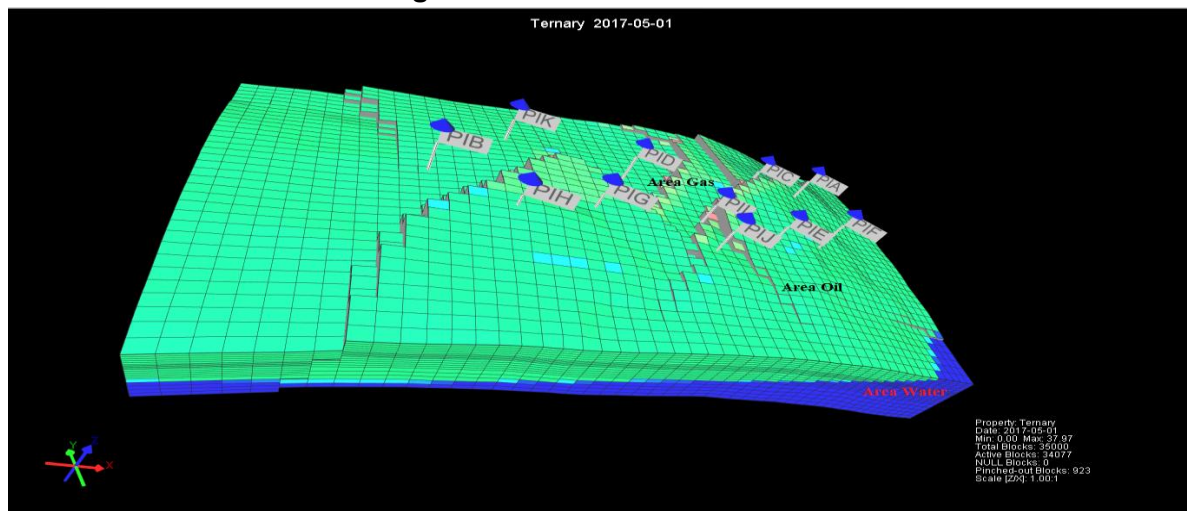 Ternary 2017-05-01
PIK
PIB
PID
PIC
PIA
Area Gas
PIH
PIG
PIJ
PIE
PIF
Area Oil
Area Water
Y
Z
X
Property: Ternary
Date: 2017-05-01
Min: 0.00 Max: 37.97
Total Blocks: 35000
Active Blocks: 34077
NULL Blocks: 0
Pinched-out Blocks: 923
Scale [Z/X]: 1.00:1